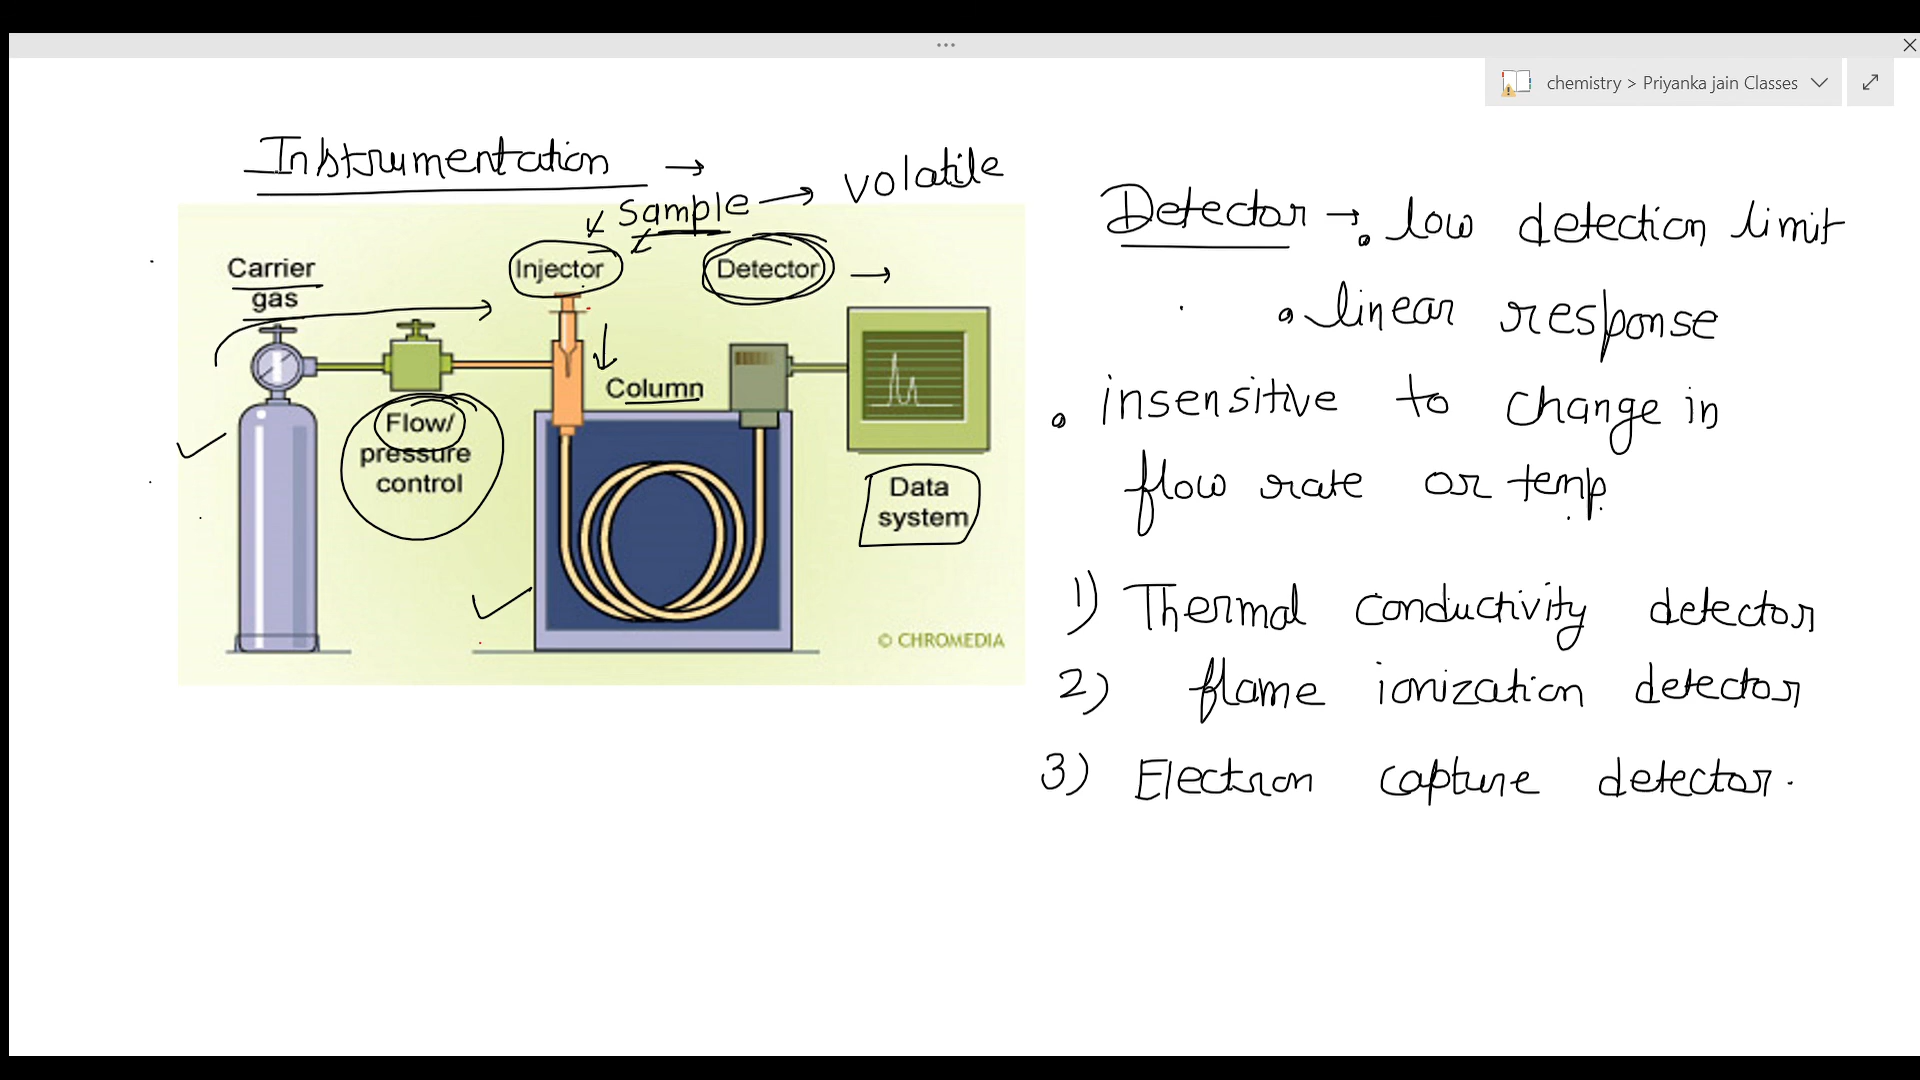 ...
chemistry > Priyanka jain Classes
Instrumentation →
Sample → volatile
Carrier
gas
Injector
Detector →
Flow/
pressure
control
Column
Data
system
© CHROMEDIA
Detector → • low detection limit
• linear response
• insensitive to change in
flow rate or temp
1) Thermal conductivity detector
2) flame ionization detector
3) Electron capture detector.